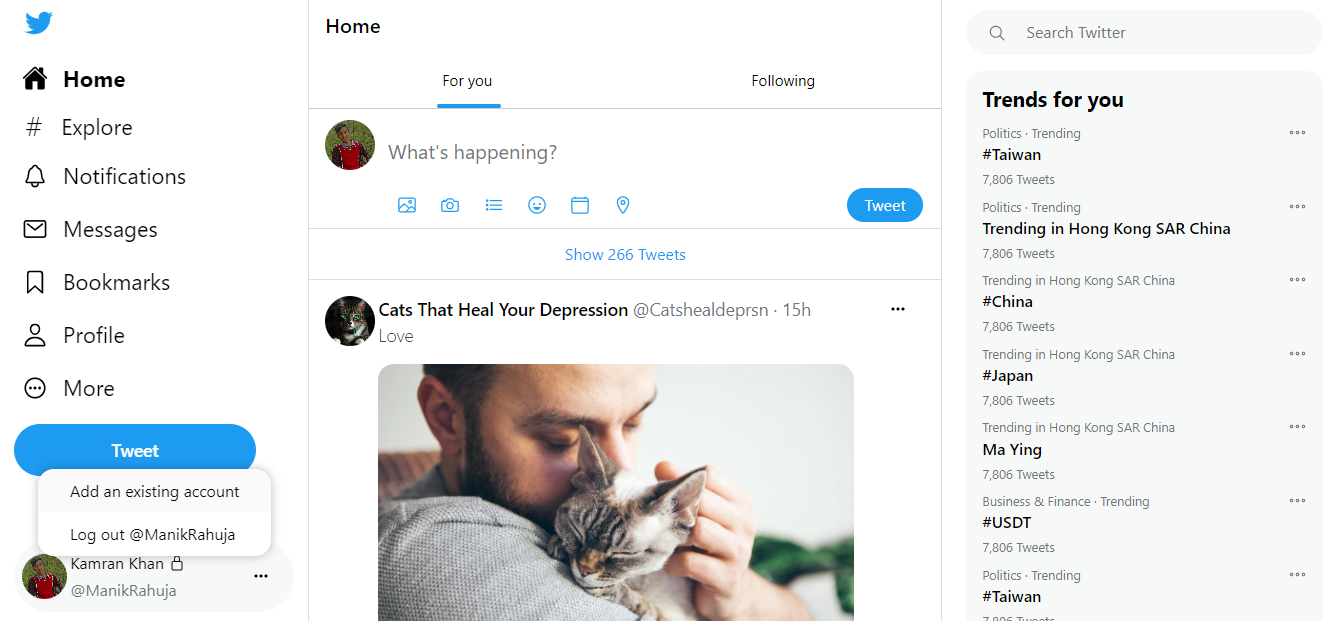 Home
Explore
Notifications
Messages
Bookmarks
Profile
More
Tweet
Add an existing account
Log out @ManikRahuja
Kamran Khan
@ManikRahuja
Home
For you
Following
What's happening?
Tweet
Show 266 Tweets
Cats That Heal Your Depression @Catshealdeprsn · 15h
Love
Search Twitter
Trends for you
Politics · Trending
#Taiwan
7,806 Tweets
Politics · Trending
Trending in Hong Kong SAR China
7,806 Tweets
Trending in Hong Kong SAR China
#China
7,806 Tweets
Trending in Hong Kong SAR China
#Japan
7,806 Tweets
Trending in Hong Kong SAR China
Ma Ying
7,806 Tweets
Business & Finance · Trending
#USDT
7,806 Tweets
Politics · Trending
#Taiwan
7,806 Tweets